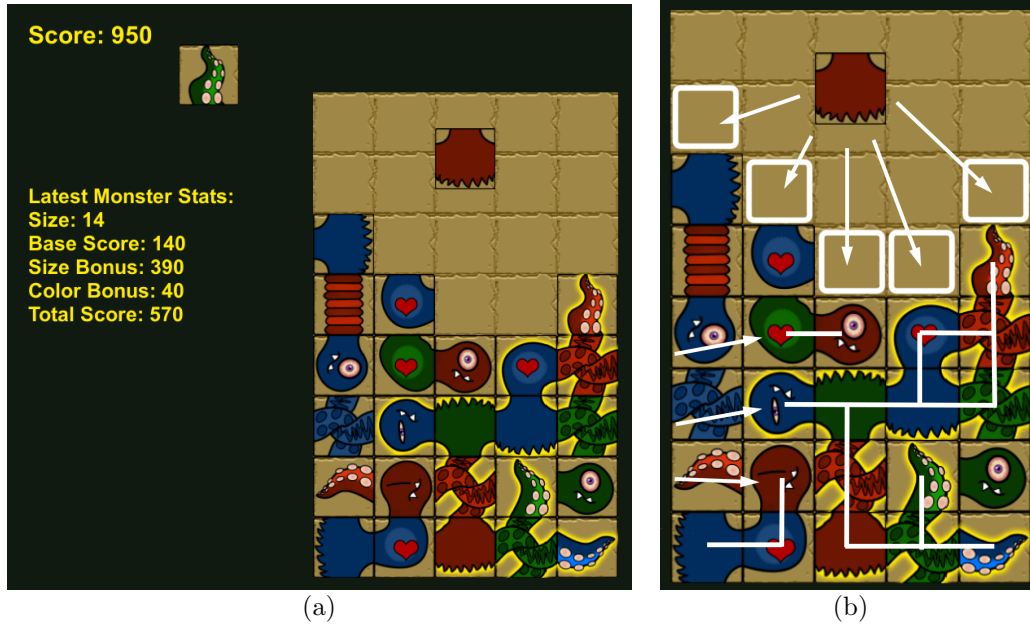 Score: 950
Latest Monster Stats:
Size: 14
Base Score: 140
Size Bonus: 390
Color Bonus: 40
Total Score: 570
(a)
(b)